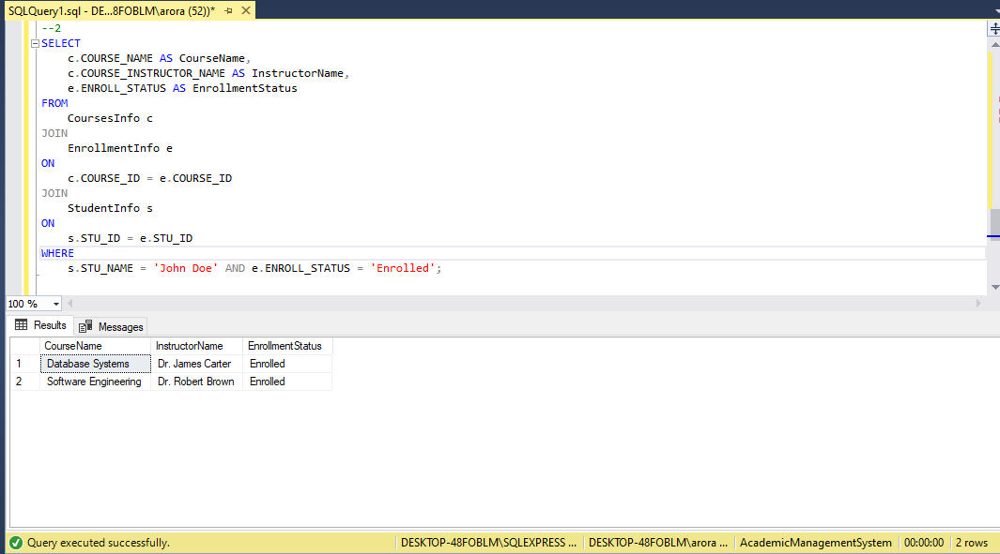 SQLQuery1.sql - DE...8FOBLM\arora (52))*
--2
SELECT
c.COURSE_NAME AS CourseName,
c.COURSE_INSTRUCTOR_NAME AS InstructorName,
e.ENROLL_STATUS AS EnrollmentStatus
FROM
CoursesInfo c
JOIN
EnrollmentInfo e
ON
c.COURSE_ID = e.COURSE_ID
JOIN
StudentInfo s
ON
s.STU_ID = e.STU_ID
WHERE
s.STU_NAME = 'John Doe' AND e.ENROLL_STATUS = 'Enrolled';
100 %
Results Messages
CourseName InstructorName EnrollmentStatus
1 Database Systems Dr. James Carter Enrolled
2 Software Engineering Dr. Robert Brown Enrolled
Query executed successfully. DESKTOP-48FOBLM\SQLEXPRESS ... DESKTOP-48FOBLM\arora ... AcademicManagementSystem 00:00:00 2 rows